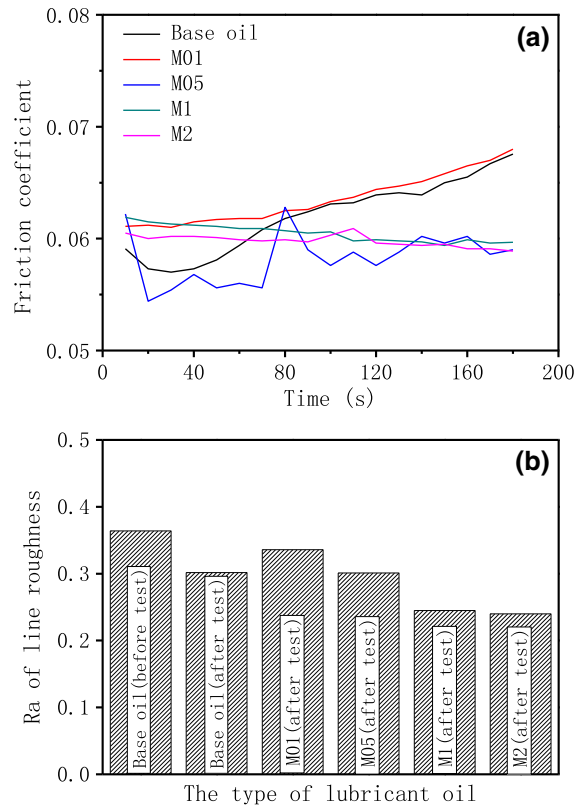 (a)
Base oil
M01
M05
M1
M2
0.08
0.07
0.06
0.05
Friction coefficient
0 40 80 120 160 200
Time (s)
(b)
0.5
0.4
0.3
0.2
0.1
0.0
Ra of line roughness
Base oil(before test)
Base oil(after test)
M01(after test)
M05(after test)
M1(after test)
M2(after test)
The type of lubricant oil